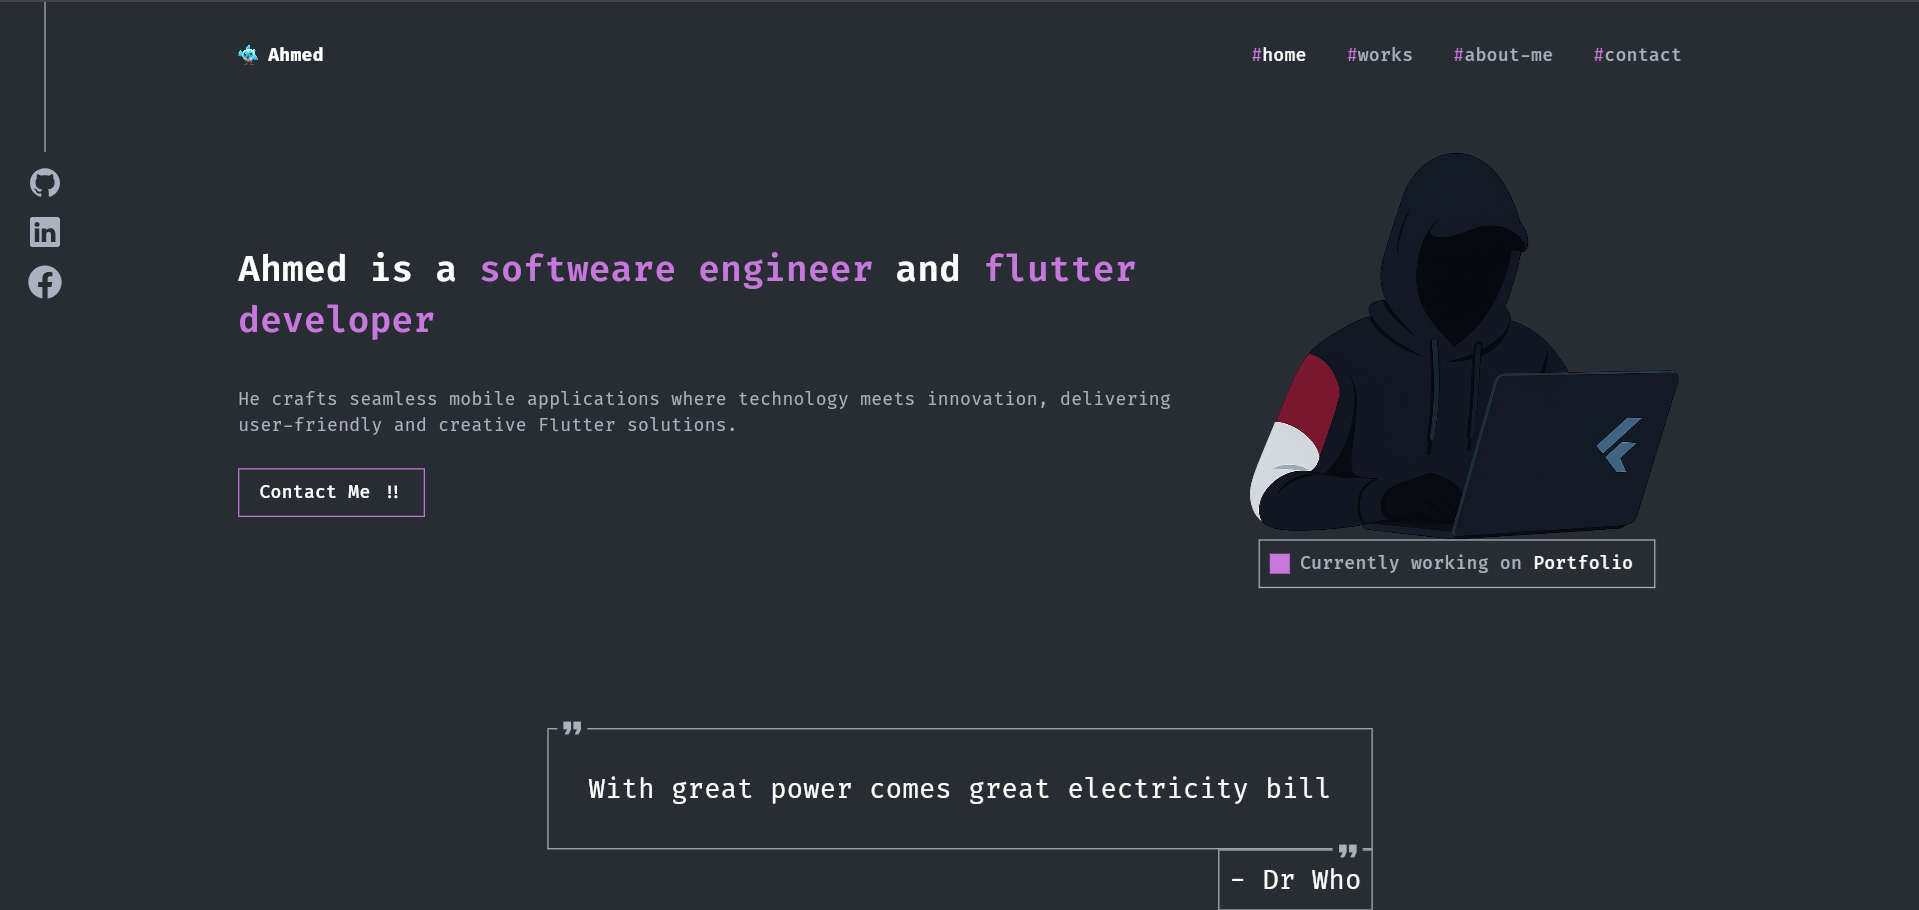 Ahmed
#home #works #about-me #contact
Ahmed is a softweare engineer and flutter
developer
He crafts seamless mobile applications where technology meets innovation, delivering
user-friendly and creative Flutter solutions.
Contact Me !!
in
Currently working on Portfolio
With great power comes great electricity bill
- Dr Who